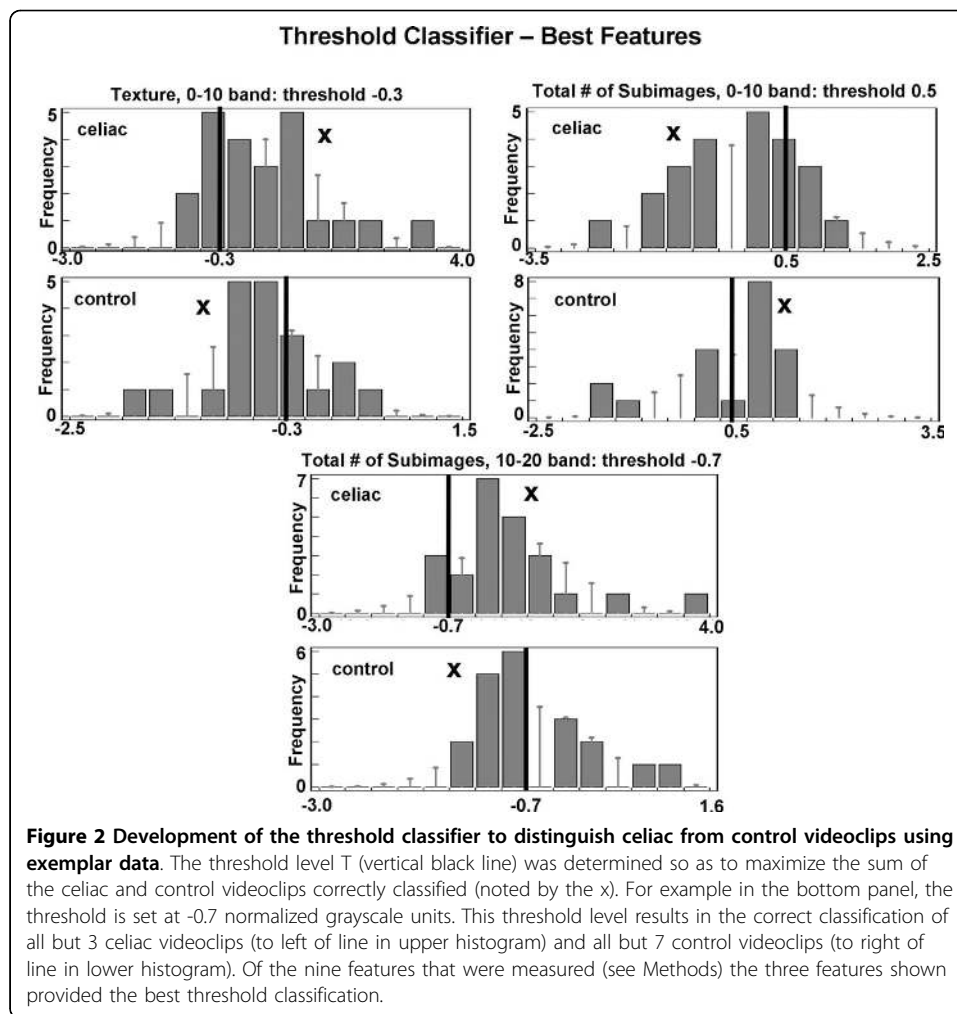 Threshold Classifier – Best Features
Texture, 0-10 band: threshold -0.3
5
celiac
x
Frequency
0
-3.0
-0.3
4.0
5
control
x
Frequency
0
-2.5
-0.3
1.5
Total # of Subimages, 0-10 band: threshold 0.5
5
celiac
x
Frequency
0
-3.5
0.5
2.5
8
control
x
Frequency
0
-2.5
0.5
3.5
Total # of Subimages, 10-20 band: threshold -0.7
7
celiac
x
Frequency
0
-3.0
-0.7
4.0
6
control
x
Frequency
0
-3.0
-0.7
1.6
Figure 2 Development of the threshold classifier to distinguish celiac from control videoclips using
exemplar data. The threshold level T (vertical black line) was determined so as to maximize the sum of
the celiac and control videoclips correctly classified (noted by the x). For example in the bottom panel, the
threshold is set at -0.7 normalized grayscale units. This threshold level results in the correct classification of
all but 3 celiac videoclips (to left of line in upper histogram) and all but 7 control videoclips (to right of
line in lower histogram). Of the nine features that were measured (see Methods) the three features shown
provided the best threshold classification.